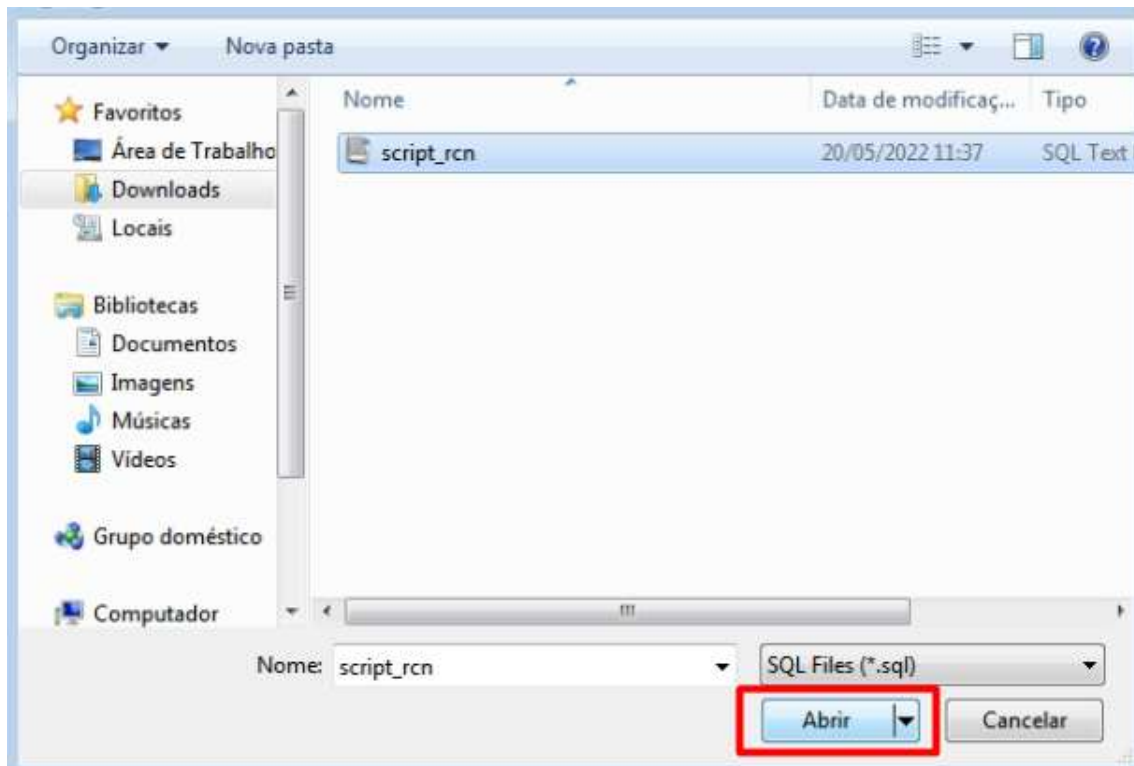 Organizar Nova pasta
Favoritos
Área de Trabalho
Downloads
Locais
Bibliotecas
Documentos
Imagens
Músicas
Vídeos
Grupo doméstico
Computador
Nome Data de modificaç... Tipo
script_rcn 20/05/2022 11:37 SQL Text
Nome: script_rcn SQL Files (*.sql)
Abrir Cancelar